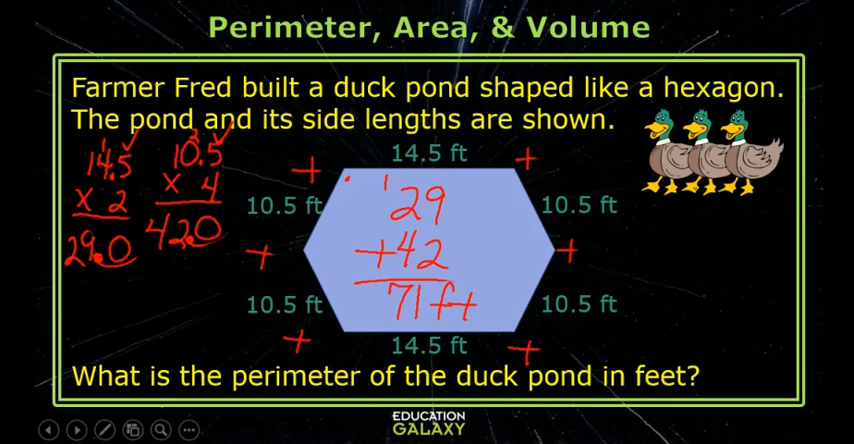 Perimeter, Area, & Volume
Farmer Fred built a duck pond shaped like a hexagon.
The pond and its side lengths are shown.
14.5
x 2
29.0
10.5
x 4
42.0
14.5 ft
10.5 ft
10.5 ft
29
+42
71ft
10.5 ft
10.5 ft
14.5 ft
What is the perimeter of the duck pond in feet?
EDUCATION
GALAXY